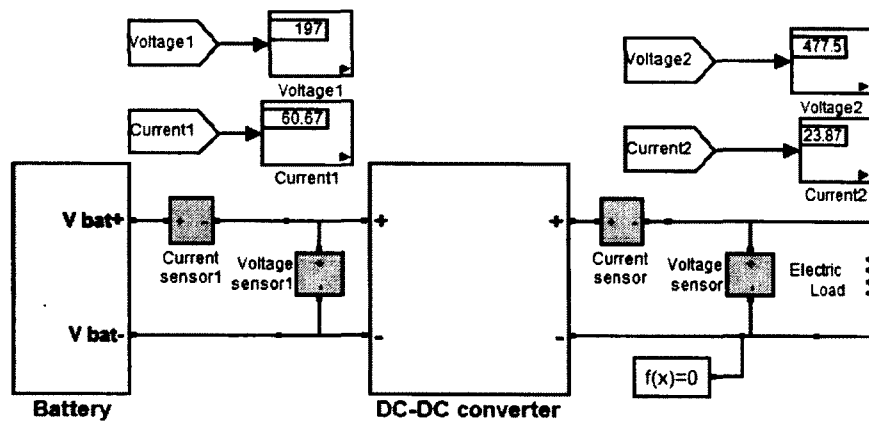 Voltage1
197
Voltage1
Current1
60.67
Current1
Voltage2
477.5
Voltage2
Current2
23.87
Current2
V bat+
+ -
+
+
+ -
Current
sensor1
Voltage
sensor1
+
-
Current
sensor
Voltage
sensor
+
-
Electric
Load
V bat-
-
-
f(x)=0
Battery
DC-DC converter